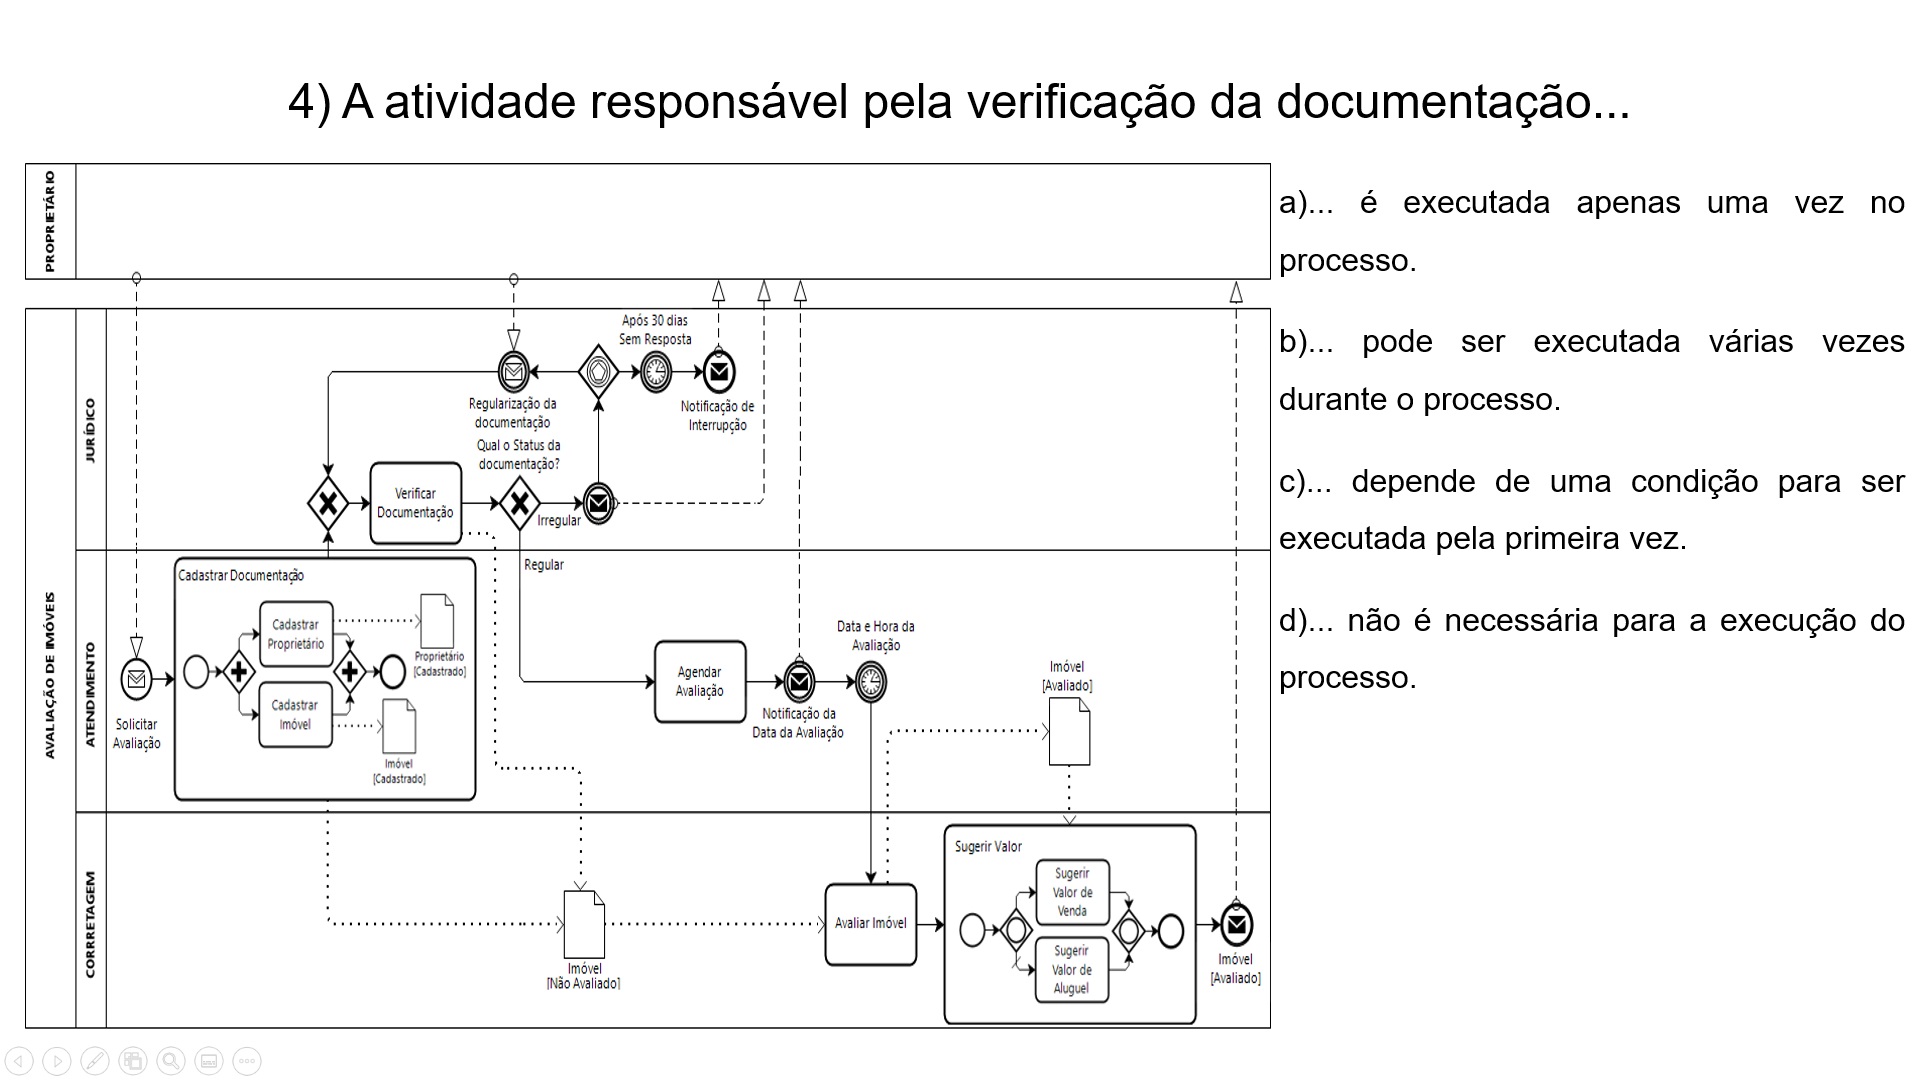 4) A atividade responsável pela verificação da documentação...
PROPRIETÁRIO
a)... é executada apenas uma vez no
processo.
b)... pode ser executada várias vezes
durante o processo.
c)... depende de uma condição para ser
executada pela primeira vez.
d)... não é necessária para a execução do
processo.
AVALIAÇÃO DE IMÓVEIS
JURÍDICO
Após 30 dias
Sem Resposta
Regularização da
documentação
Notificação de
Interrupção
Qual o Status da
documentação?
Verificar
Documentação
Irregular
Regular
ATENDIMENTO
Solicitar
Avaliação
Cadastrar Documentação
Cadastrar
Proprietário
Proprietário
[Cadastrado]
Cadastrar
Imóvel
Imóvel
[Cadastrado]
Agendar
Avaliação
Notificação da
Data da Avaliação
Data e Hora da
Avaliação
Imóvel
[Avaliado]
CORRETAGEM
Imóvel
[Não Avaliado]
Avaliar Imóvel
Sugerir Valor
Sugerir
Valor de
Venda
Sugerir
Valor de
Aluguel
Imóvel
[Avaliado]